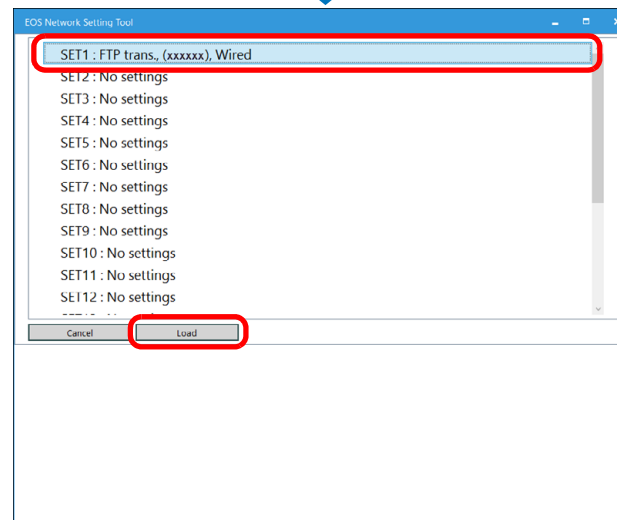 EOS Network Setting Tool
SET1 : FTP trans., (xxxxxx), Wired
SET2 : No settings
SET3 : No settings
SET4 : No settings
SET5 : No settings
SET6 : No settings
SET7 : No settings
SET8 : No settings
SET9 : No settings
SET10 : No settings
SET11 : No settings
SET12 : No settings
Cancel Load